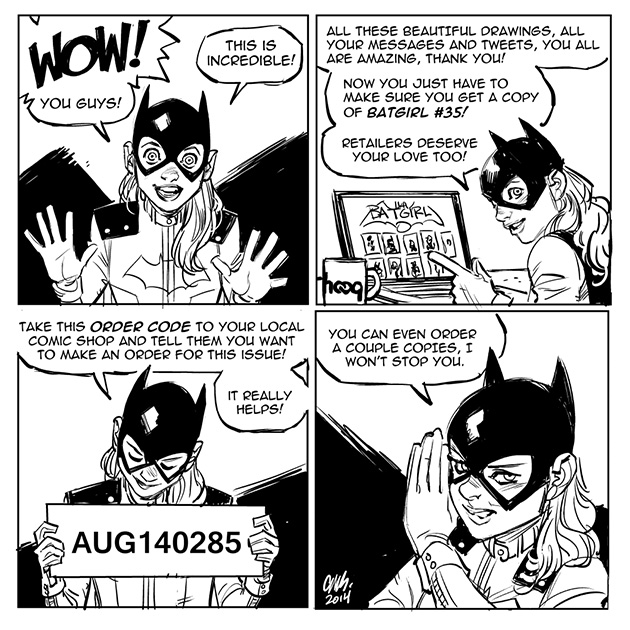 WOW!
YOU GUYS!
THIS IS
INCREDIBLE!
ALL THESE BEAUTIFUL DRAWINGS, ALL
YOUR MESSAGES AND TWEETS, YOU ALL
ARE AMAZING, THANK YOU!
NOW YOU JUST HAVE TO
MAKE SURE YOU GET A COPY
OF BATGIRL #35!
RETAILERS DESERVE
YOUR LOVE TOO!
BATGIRL
hooq
TAKE THIS ORDER CODE TO YOUR LOCAL
COMIC SHOP AND TELL THEM YOU WANT
TO MAKE AN ORDER FOR THIS ISSUE!
IT REALLY
HELPS!
AUG140285
YOU CAN EVEN ORDER
A COUPLE COPIES, I
WON'T STOP YOU.
2014